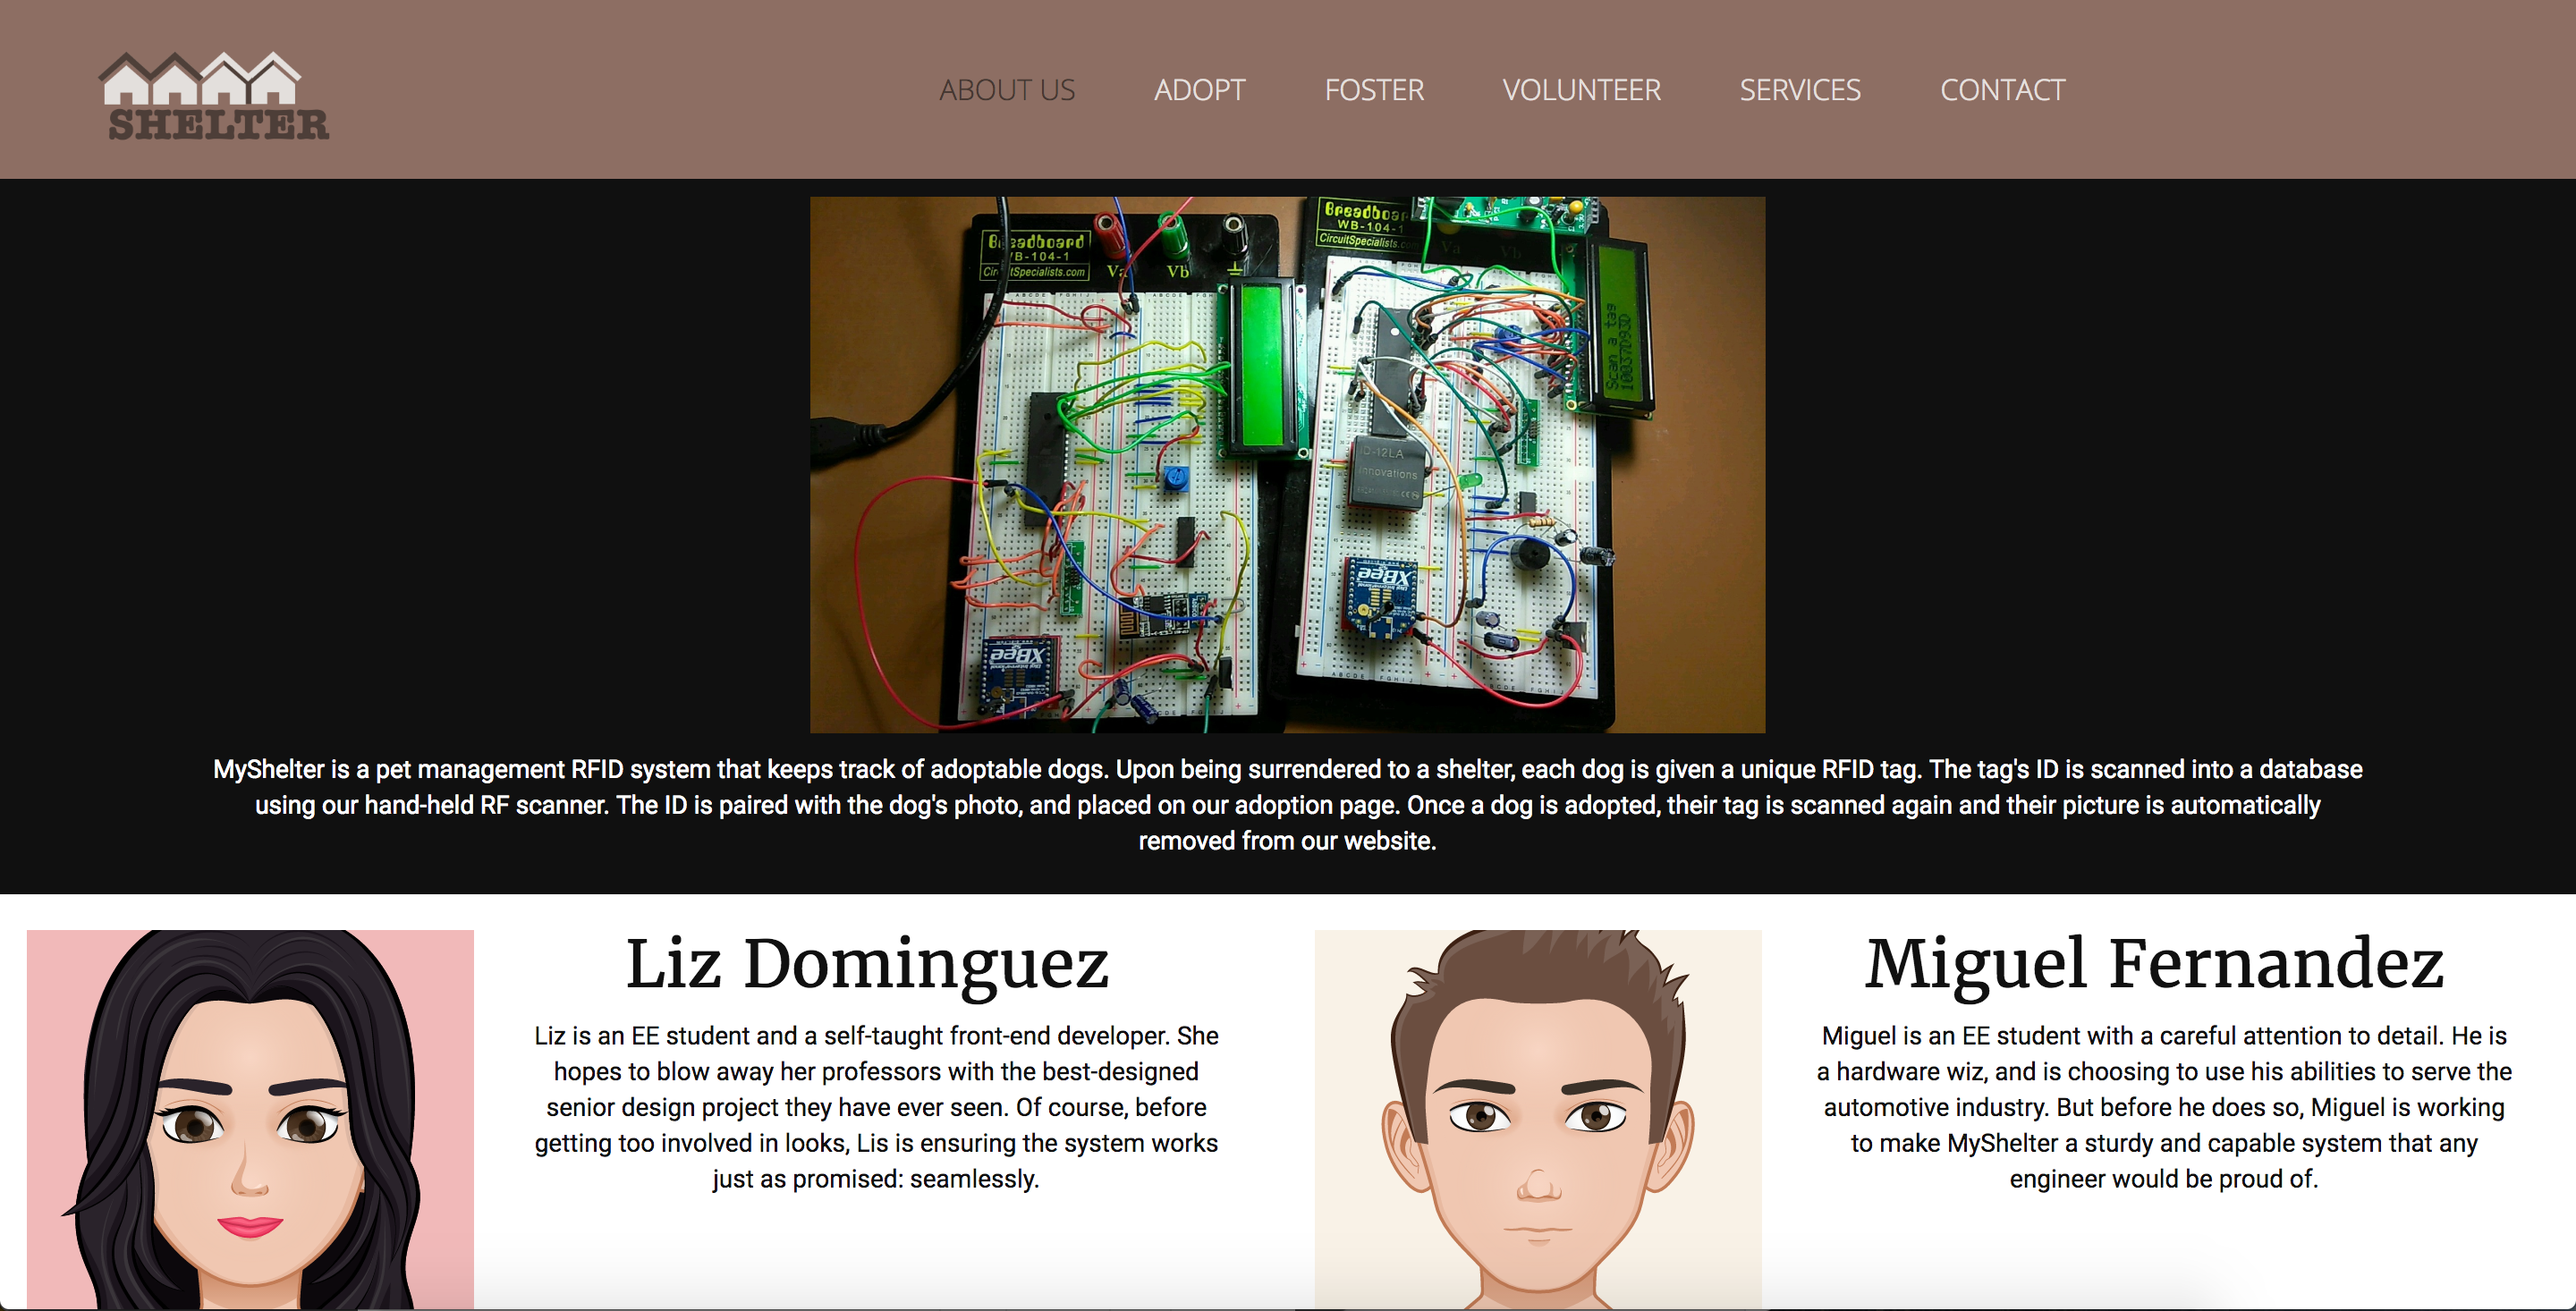 SHELTER
ABOUT US ADOPT FOSTER VOLUNTEER SERVICES CONTACT
Breadboard
WB-104-1
CircuitSpecialists.com
Va Vb
Breadboard
WB-104-1
CircuitSpecialists.com
Va Vb
Scan a tag
ID-12LA
Innovations
XBee
XBee
MyShelter is a pet management RFID system that keeps track of adoptable dogs. Upon being surrendered to a shelter, each dog is given a unique RFID tag. The tag's ID is scanned into a database
using our hand-held RF scanner. The ID is paired with the dog's photo, and placed on our adoption page. Once a dog is adopted, their tag is scanned again and their picture is automatically
removed from our website.
Liz Dominguez
Liz is an EE student and a self-taught front-end developer. She
hopes to blow away her professors with the best-designed
senior design project they have ever seen. Of course, before
getting too involved in looks, Lis is ensuring the system works
just as promised: seamlessly.
Miguel Fernandez
Miguel is an EE student with a careful attention to detail. He is
a hardware wiz, and is choosing to use his abilities to serve the
automotive industry. But before he does so, Miguel is working
to make MyShelter a sturdy and capable system that any
engineer would be proud of.